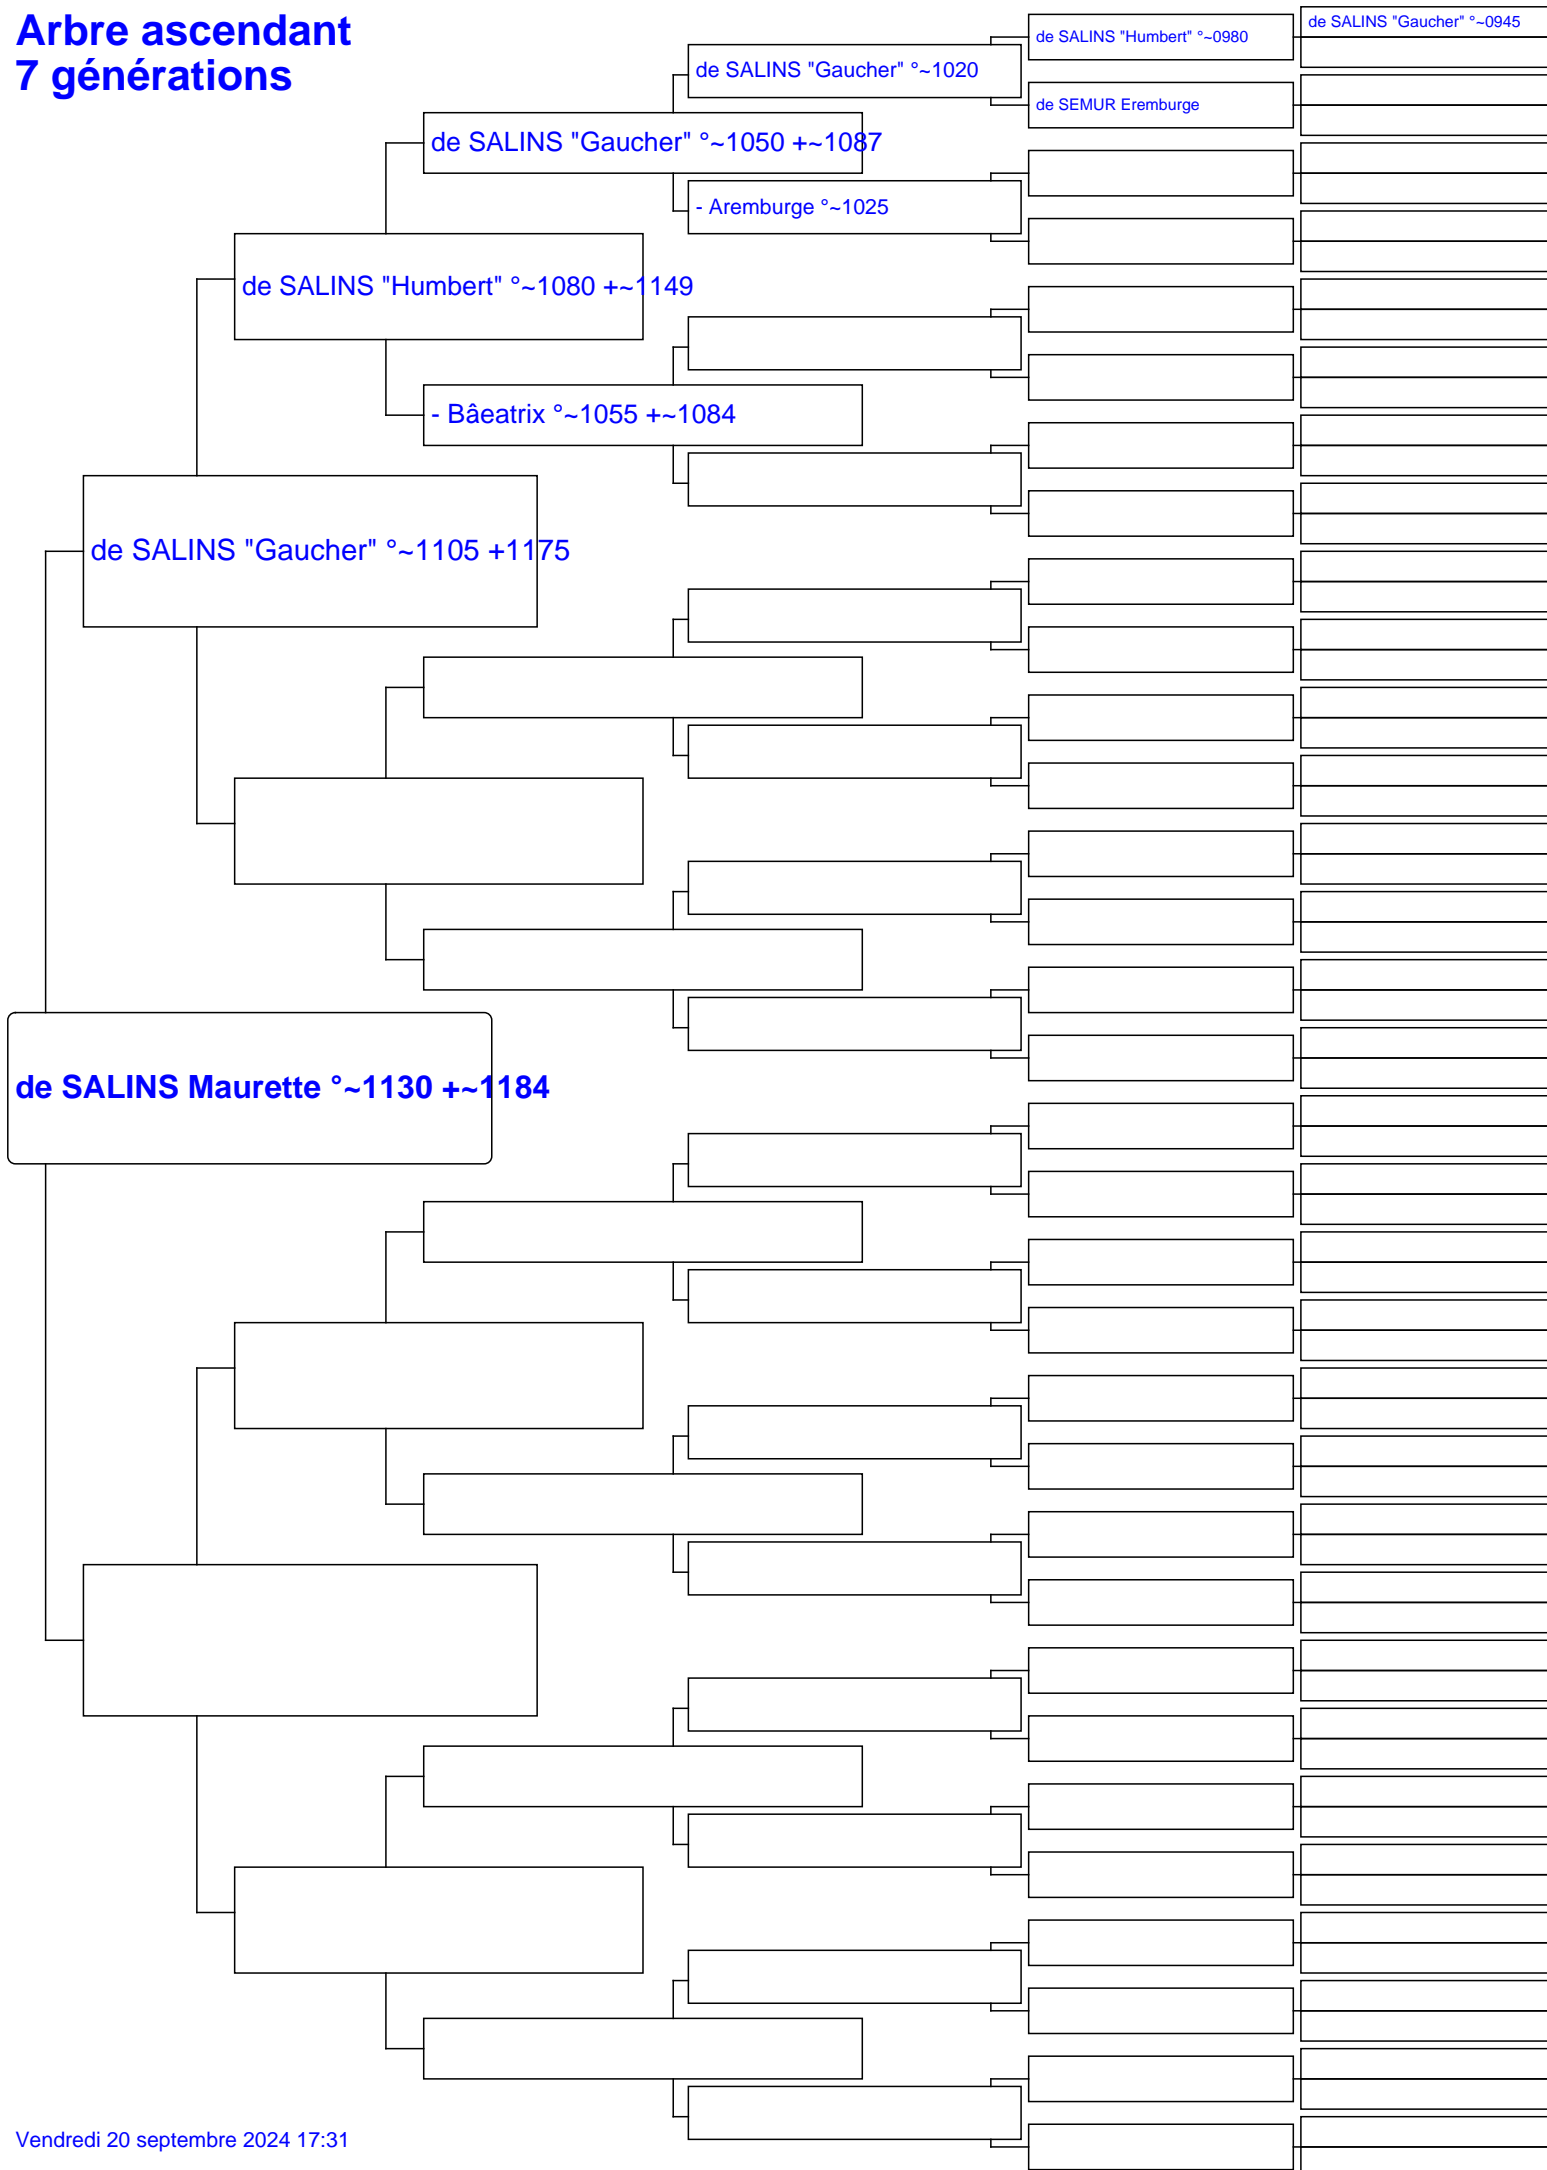 Arbre ascendant
7 générations
de SALINS "Gaucher" °~0945
de SALINS "Humbert" °~0980
de SALINS "Gaucher" °~1020
de SEMUR Eremburge
de SALINS "Gaucher" °~1050 +~1087
- Aremburge °~1025
de SALINS "Humbert" °~1080 +~1149
- Bâeatrix °~1055 +~1084
de SALINS "Gaucher" °~1105 +1175
de SALINS Maurette °~1130 +~1184
Vendredi 20 septembre 2024 17:31